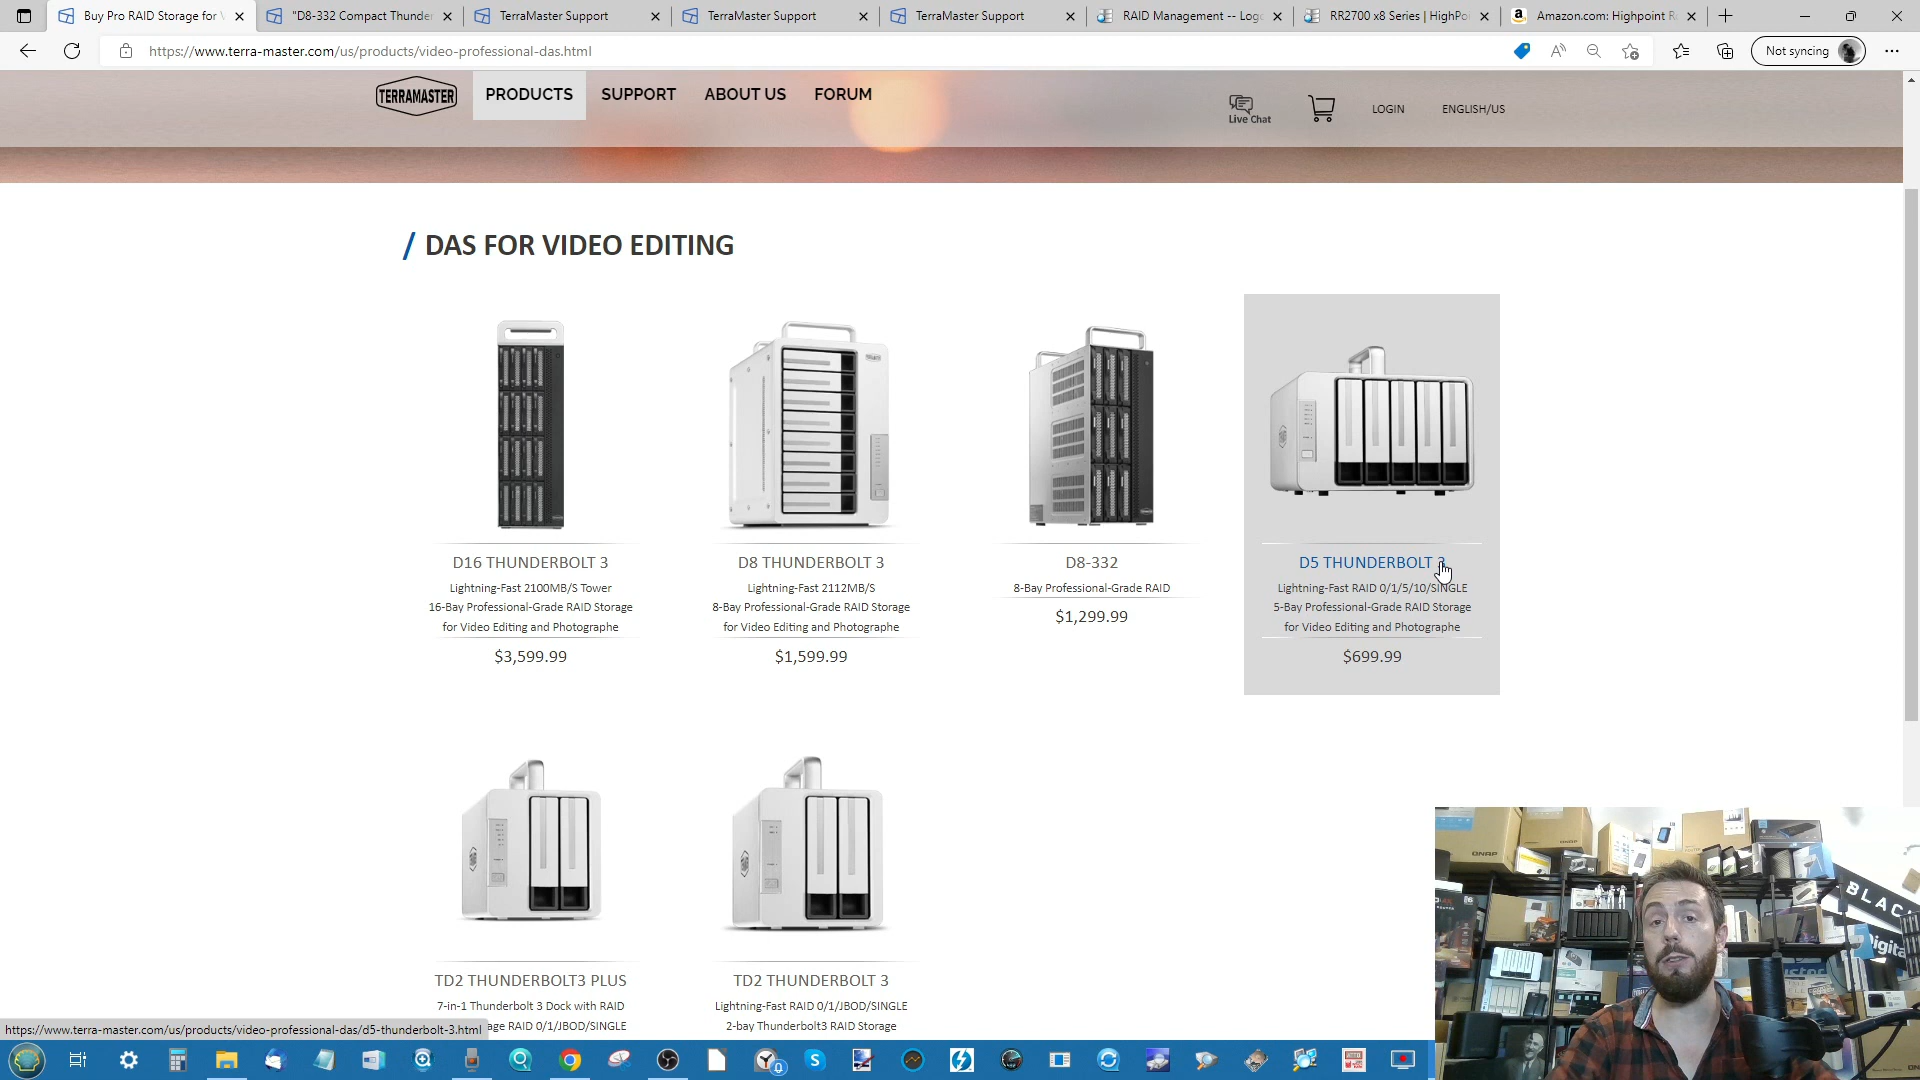 Buy Pro RAID Storage for V
"D8-332 Compact Thunder
TerraMaster Support
TerraMaster Support
TerraMaster Support
RAID Management -- Logo
RR2700 x8 Series | HighPo
Amazon.com: Highpoint R
https://www.terra-master.com/us/products/video-professional-das.html
Not syncing
TERRAMASTER
PRODUCTS
SUPPORT
ABOUT US
FORUM
Live Chat
LOGIN
ENGLISH/US
/ DAS FOR VIDEO EDITING
D16 THUNDERBOLT 3
Lightning-Fast 2100MB/S Tower
16-Bay Professional-Grade RAID Storage
for Video Editing and Photographe
$3,599.99
D8 THUNDERBOLT 3
Lightning-Fast 2112MB/S
8-Bay Professional-Grade RAID Storage
for Video Editing and Photographe
$1,599.99
D8-332
8-Bay Professional-Grade RAID
$1,299.99
D5 THUNDERBOLT 3
Lightning-Fast RAID 0/1/5/10/SINGLE
5-Bay Professional-Grade RAID Storage
for Video Editing and Photographe
$699.99
TD2 THUNDERBOLT3 PLUS
7-in-1 Thunderbolt 3 Dock with RAID
age RAID 0/1/JBOD/SINGLE
TD2 THUNDERBOLT 3
Lightning-Fast RAID 0/1/JBOD/SINGLE
2-bay Thunderbolt3 RAID Storage
https://www.terra-master.com/us/products/video-professional-das/d5-thunderbolt-3.html
QNAP
BLAC
igita